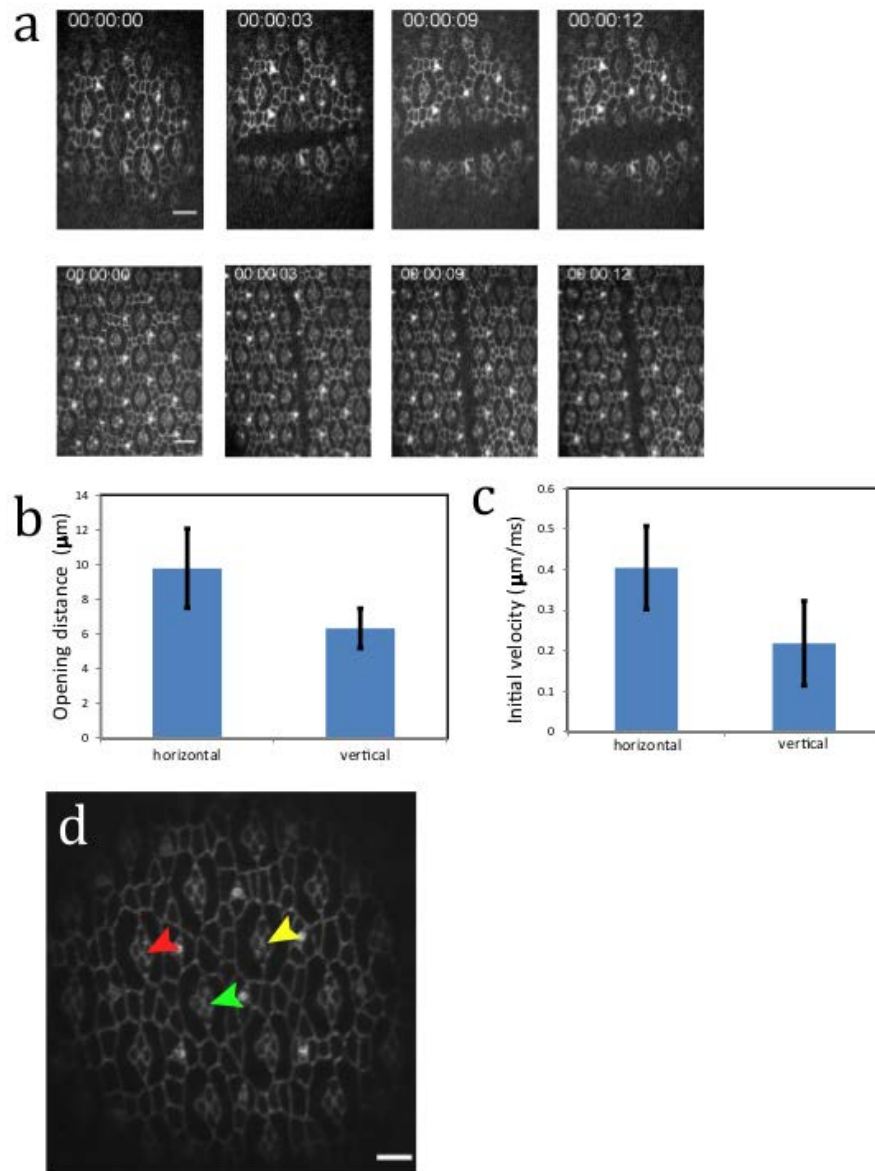 a
00:00:00 00:00:03 00:00:09 00:00:12
00:00:00 00:00:03 00:00:09 00:00:12
b
Opening distance (μm)
14
12
10
8
6
4
2
0
horizontal vertical
c
Initial velocity (μm/ms)
0.6
0.5
0.4
0.3
0.2
0.1
0
horizontal vertical
d